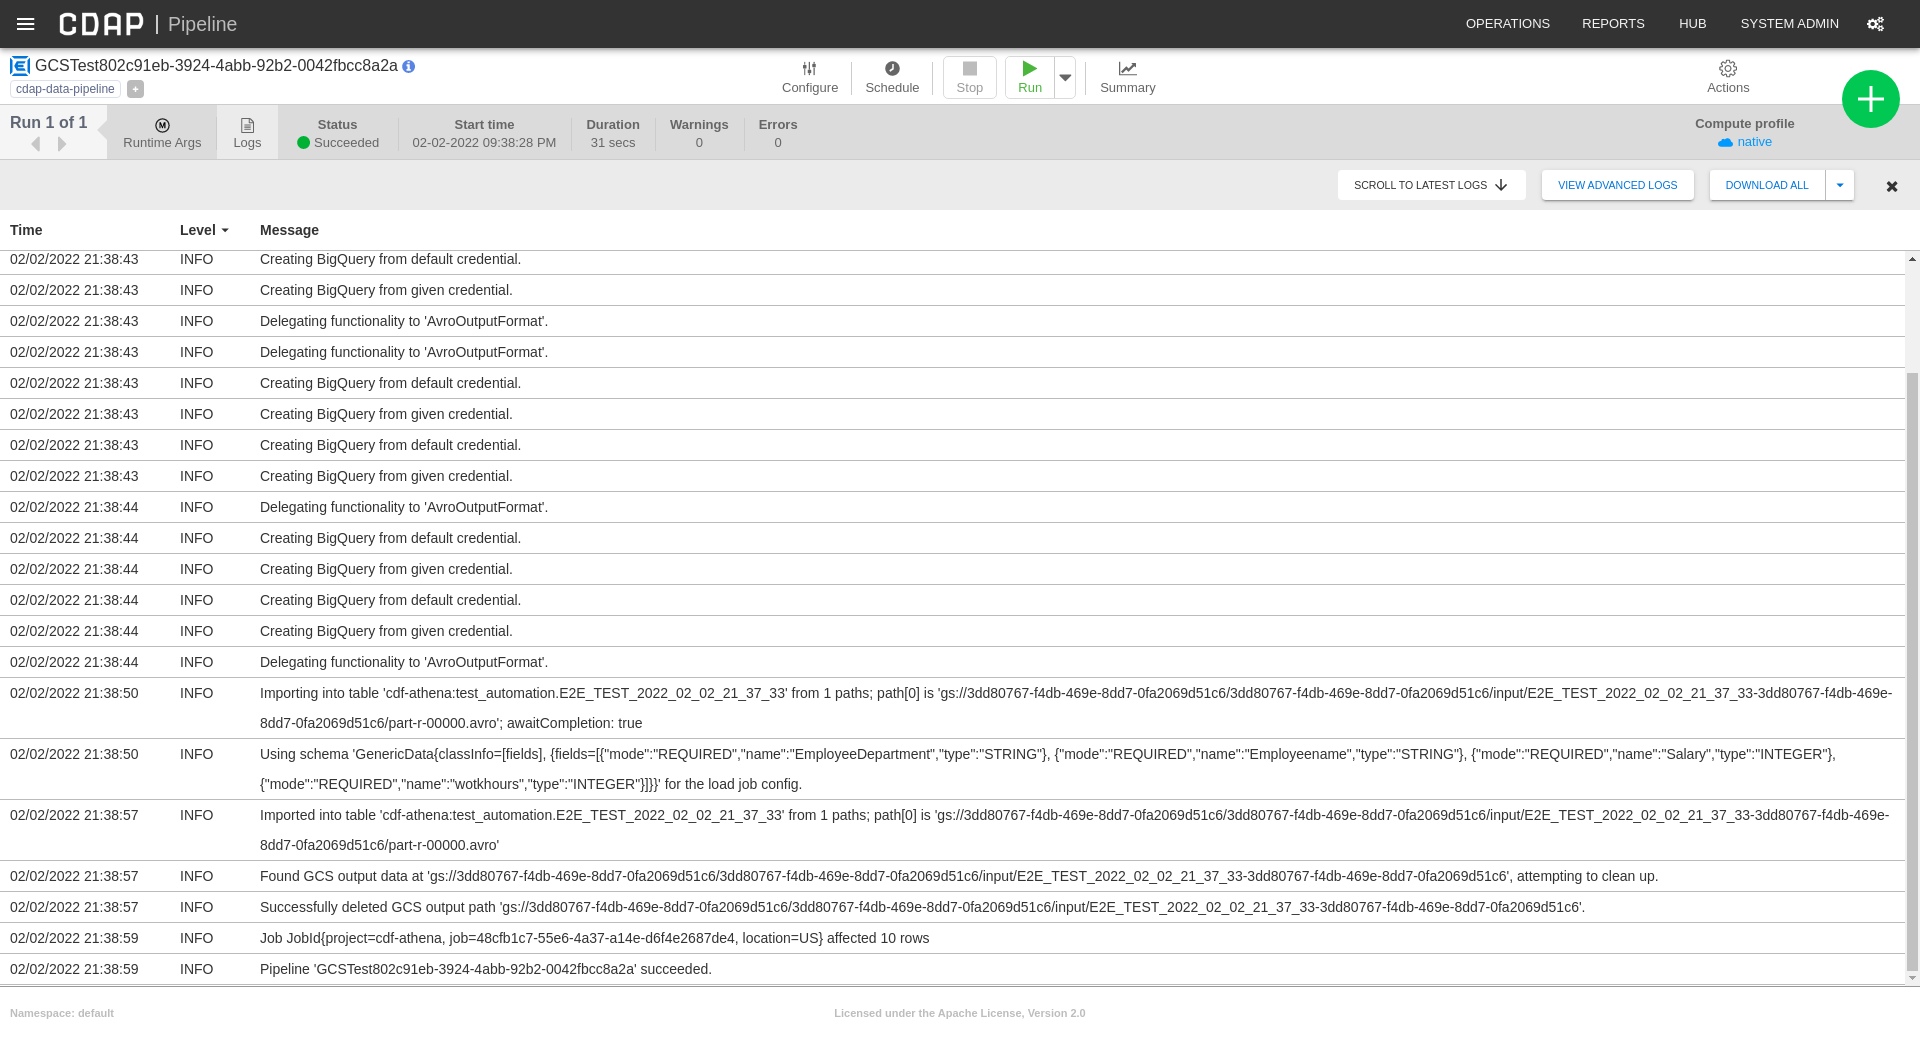 CDAP | Pipeline
OPERATIONS REPORTS HUB SYSTEM ADMIN
GCSTest802c91eb-3924-4abb-92b2-0042fbcc8a2a
cdap-data-pipeline +
Configure Schedule Stop Run Summary Actions
Run 1 of 1
Runtime Args
Logs
Status
Succeeded
Start time
02-02-2022 09:38:28 PM
Duration
31 secs
Warnings
0
Errors
0
Compute profile
native
SCROLL TO LATEST LOGS VIEW ADVANCED LOGS DOWNLOAD ALL
Time Level Message
02/02/2022 21:38:43 INFO Creating BigQuery from default credential.
02/02/2022 21:38:43 INFO Creating BigQuery from given credential.
02/02/2022 21:38:43 INFO Delegating functionality to 'AvroOutputFormat'.
02/02/2022 21:38:43 INFO Delegating functionality to 'AvroOutputFormat'.
02/02/2022 21:38:43 INFO Creating BigQuery from default credential.
02/02/2022 21:38:43 INFO Creating BigQuery from given credential.
02/02/2022 21:38:43 INFO Creating BigQuery from default credential.
02/02/2022 21:38:43 INFO Creating BigQuery from given credential.
02/02/2022 21:38:44 INFO Delegating functionality to 'AvroOutputFormat'.
02/02/2022 21:38:44 INFO Creating BigQuery from default credential.
02/02/2022 21:38:44 INFO Creating BigQuery from given credential.
02/02/2022 21:38:44 INFO Creating BigQuery from default credential.
02/02/2022 21:38:44 INFO Creating BigQuery from given credential.
02/02/2022 21:38:44 INFO Delegating functionality to 'AvroOutputFormat'.
02/02/2022 21:38:50 INFO Importing into table 'cdf-athena:test_automation.E2E_TEST_2022_02_02_21_37_33' from 1 paths; path[0] is 'gs://3dd80767-f4db-469e-8dd7-0fa2069d51c6/3dd80767-f4db-469e-8dd7-0fa2069d51c6/input/E2E_TEST_2022_02_02_21_37_33-3dd80767-f4db-469e-
8dd7-0fa2069d51c6/part-r-00000.avro'; awaitCompletion: true
02/02/2022 21:38:50 INFO Using schema 'GenericData{classInfo=[fields], {fields=[{"mode":"REQUIRED","name":"EmployeeDepartment","type":"STRING"}, {"mode":"REQUIRED","name":"Employeename","type":"STRING"}, {"mode":"REQUIRED","name":"Salary","type":"INTEGER"},
{"mode":"REQUIRED","name":"wotkhours","type":"INTEGER"}]}}' for the load job config.
02/02/2022 21:38:57 INFO Imported into table 'cdf-athena:test_automation.E2E_TEST_2022_02_02_21_37_33' from 1 paths; path[0] is 'gs://3dd80767-f4db-469e-8dd7-0fa2069d51c6/3dd80767-f4db-469e-8dd7-0fa2069d51c6/input/E2E_TEST_2022_02_02_21_37_33-3dd80767-f4db-469e-
8dd7-0fa2069d51c6/part-r-00000.avro'
02/02/2022 21:38:57 INFO Found GCS output data at 'gs://3dd80767-f4db-469e-8dd7-0fa2069d51c6/3dd80767-f4db-469e-8dd7-0fa2069d51c6/input/E2E_TEST_2022_02_02_21_37_33-3dd80767-f4db-469e-8dd7-0fa2069d51c6', attempting to clean up.
02/02/2022 21:38:57 INFO Successfully deleted GCS output path 'gs://3dd80767-f4db-469e-8dd7-0fa2069d51c6/3dd80767-f4db-469e-8dd7-0fa2069d51c6/input/E2E_TEST_2022_02_02_21_37_33-3dd80767-f4db-469e-8dd7-0fa2069d51c6'.
02/02/2022 21:38:59 INFO Job JobId{project=cdf-athena, job=48cfb1c7-55e6-4a37-a14e-d6f4e2687de4, location=US} affected 10 rows
02/02/2022 21:38:59 INFO Pipeline 'GCSTest802c91eb-3924-4abb-92b2-0042fbcc8a2a' succeeded.
Namespace: default Licensed under the Apache License, Version 2.0